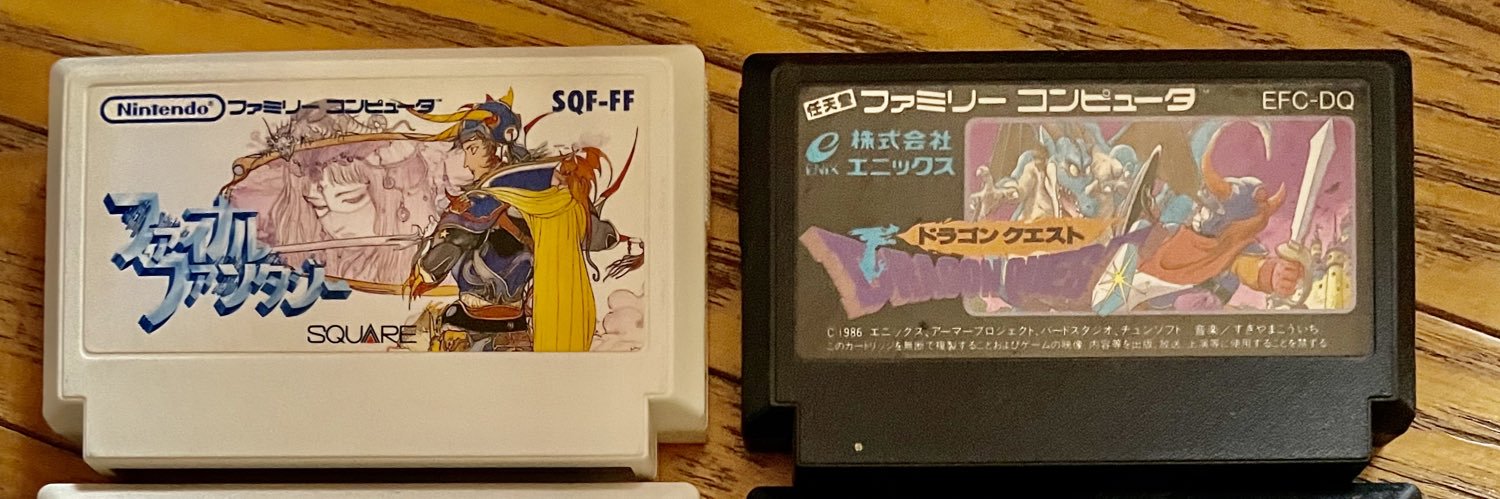 Nintendo ファミリー コンピュータ™
SQF-FF
ファイナル
ファンタジー
SQUARE
任天堂 ファミリー コンピュータ™
EFC-DQ
ENIX
株式会社
エニックス
ドラゴン クエスト
DRAGON QUEST
© 1986 エニックス、アーマープロジェクト、バードスタジオ、チュンソフト 音楽/すぎやまこういち
このカートリッジを無断で複製することおよびゲームの映像、内容等を出版、放送、上演等に使用することを禁ずる